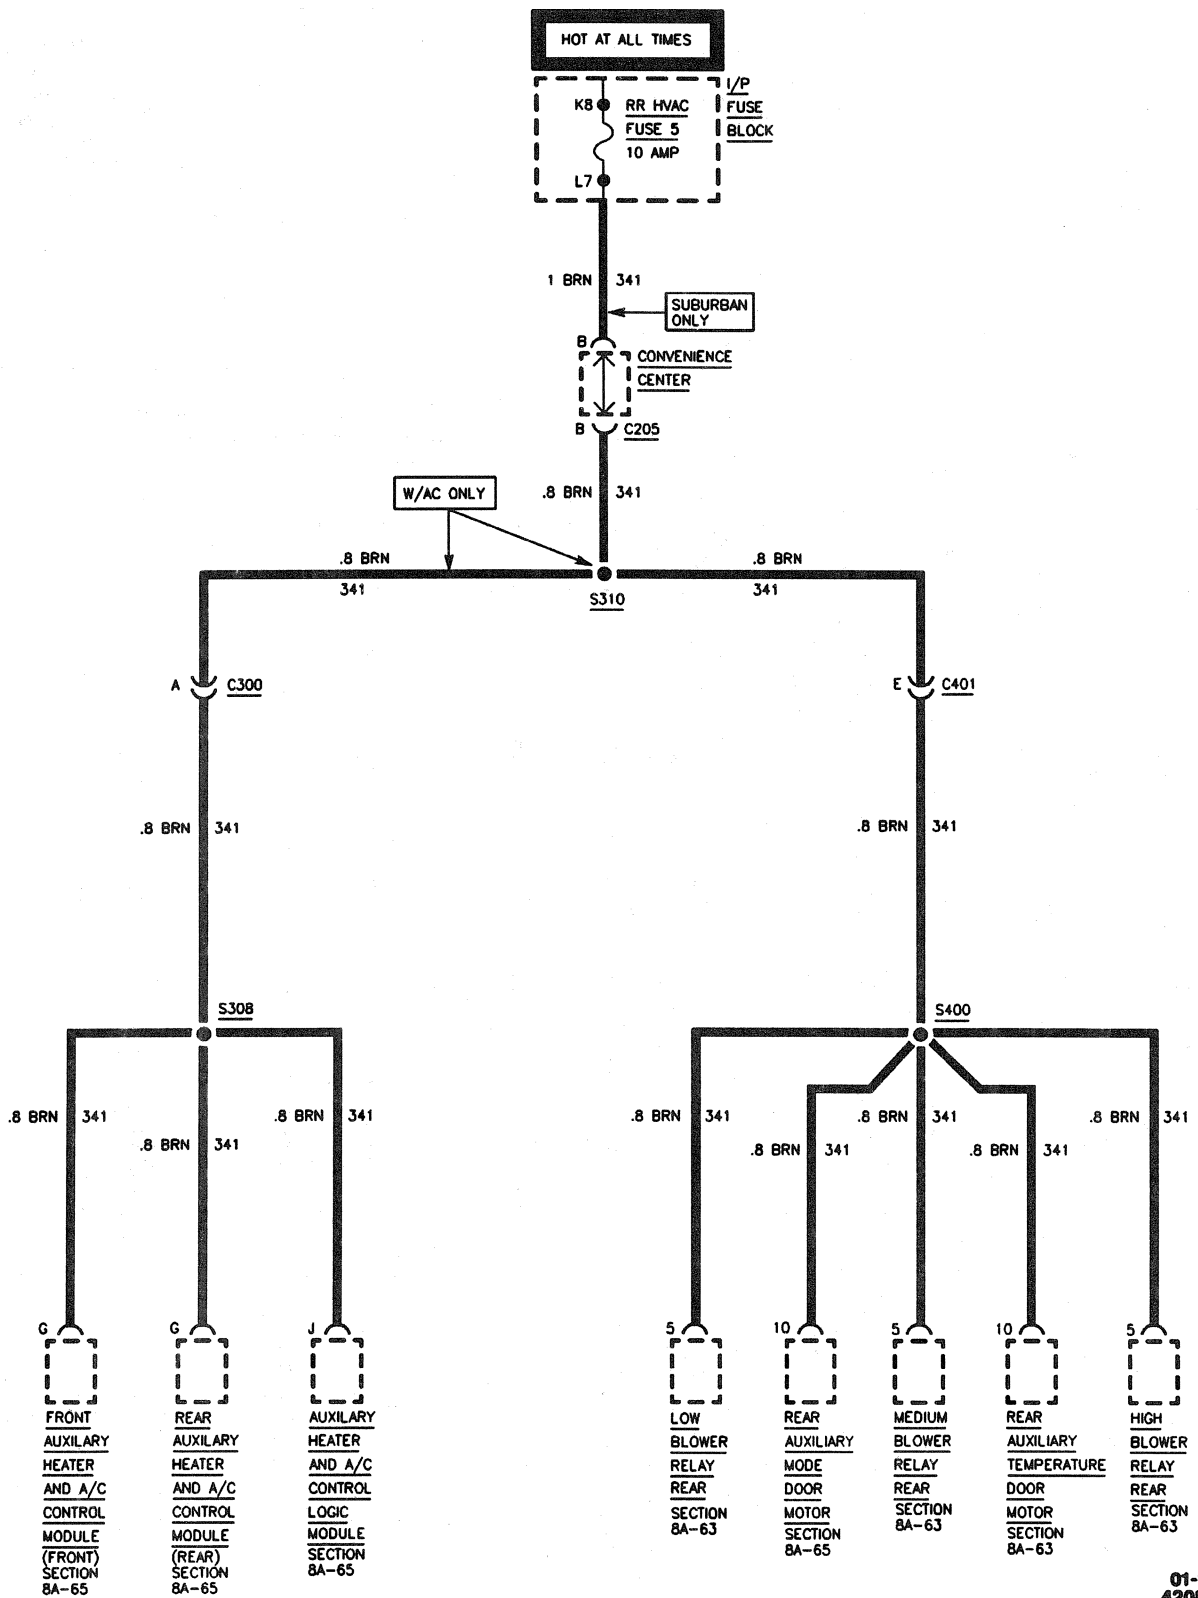 HOT AT ALL TIMES
K8
RR HVAC
FUSE 5
10 AMP
L7
I/P
FUSE
BLOCK
1 BRN 341
SUBURBAN
ONLY
B
CONVENIENCE
CENTER
B C205
.8 BRN 341
W/AC ONLY
.8 BRN
341
S310
.8 BRN
341
A C300
E C401
.8 BRN 341
.8 BRN 341
S308
S400
.8 BRN 341
.8 BRN 341
.8 BRN 341
.8 BRN 341
.8 BRN 341
.8 BRN 341
.8 BRN 341
.8 BRN 341
G
FRONT
AUXILARY
HEATER
AND A/C
CONTROL
MODULE
(FRONT)
SECTION
8A-65
G
REAR
AUXILARY
HEATER
AND A/C
CONTROL
MODULE
(REAR)
SECTION
8A-65
J
AUXILARY
HEATER
AND A/C
CONTROL
LOGIC
MODULE
SECTION
8A-65
5
LOW
BLOWER
RELAY
REAR
SECTION
8A-63
10
REAR
AUXILIARY
MODE
DOOR
MOTOR
SECTION
8A-65
5
MEDIUM
BLOWER
RELAY
REAR
SECTION
8A-63
10
REAR
AUXILIARY
TEMPERATURE
DOOR
MOTOR
SECTION
8A-63
5
HIGH
BLOWER
RELAY
REAR
SECTION
8A-63
01-